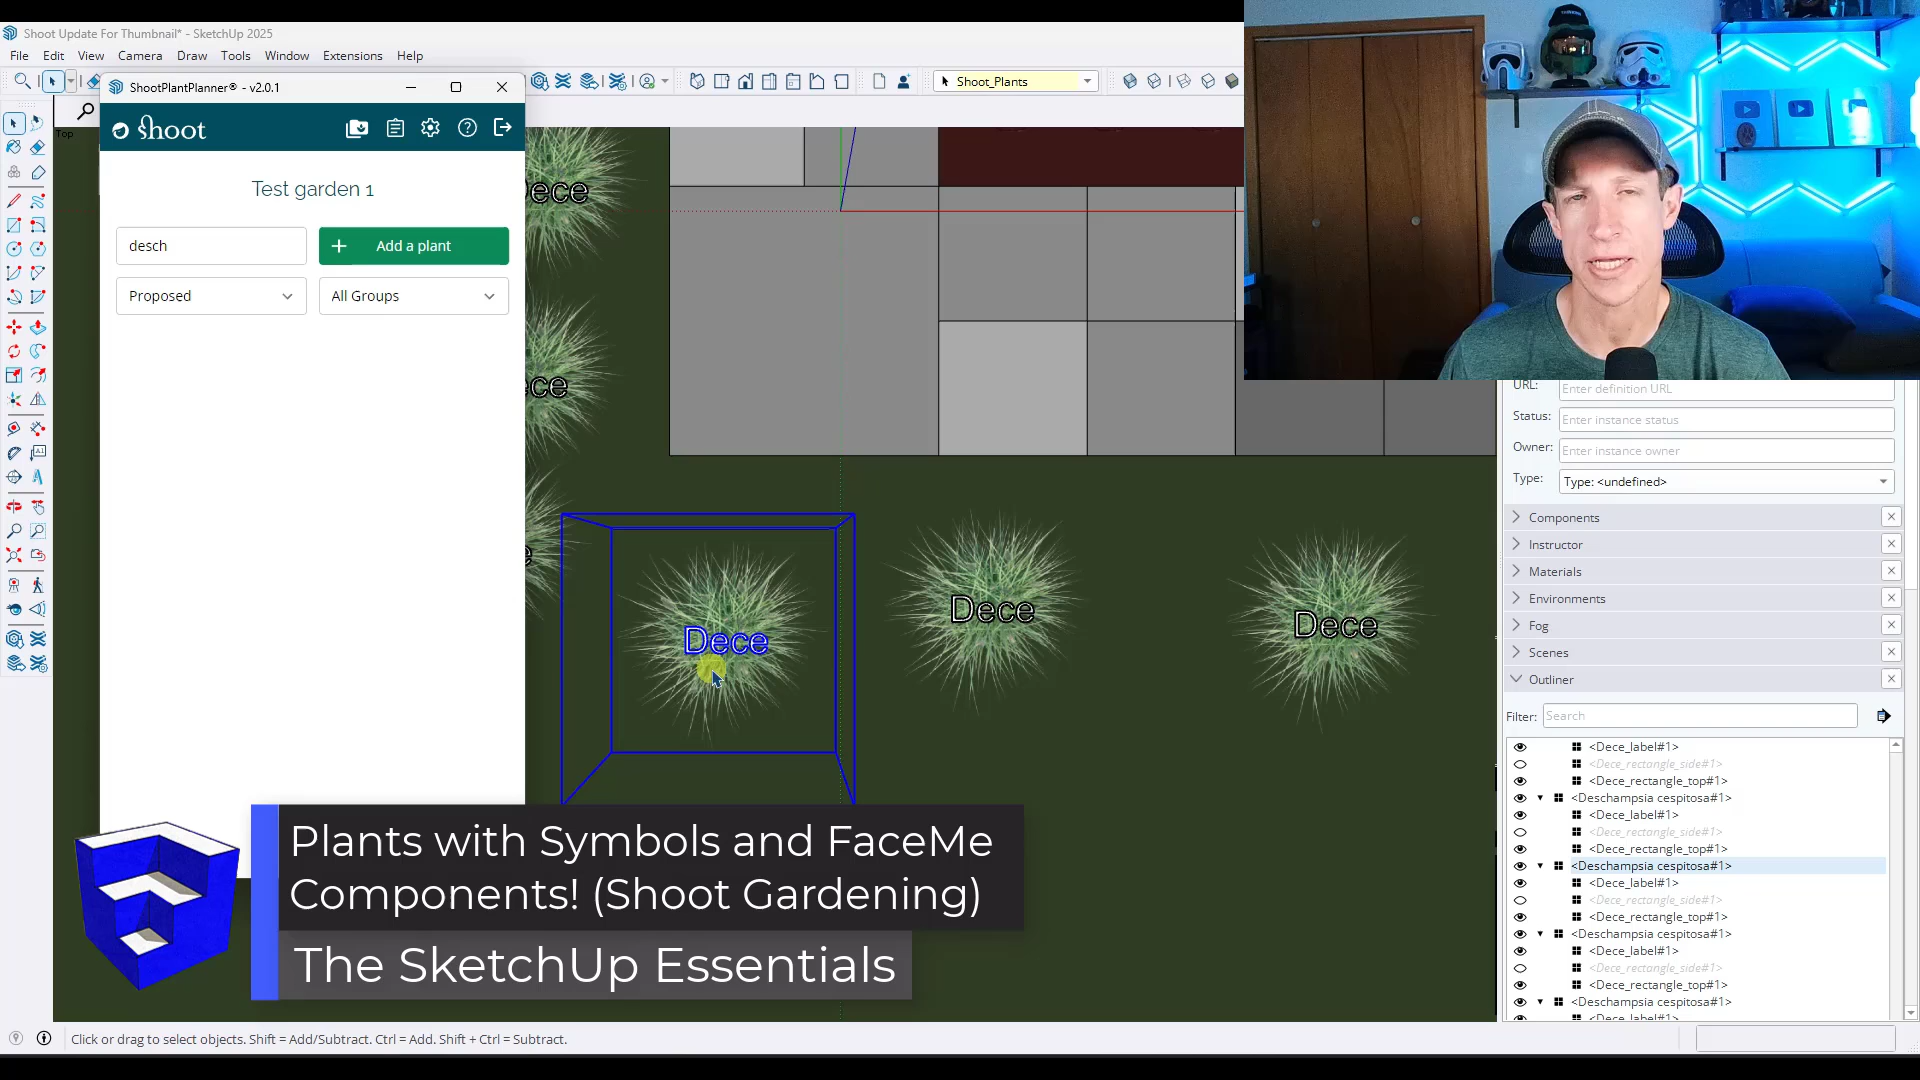 Shoot Update For Thumbnail* - SketchUp 2025
File Edit View Camera Draw Tools Window Extensions Help
ShootPlantPlanner® - v2.0.1
Shoot_Plants
Top
shoot
Test garden 1
desch
Add a plant
Proposed
All Groups
Dece
Dece
Dece
Dece
URL: Enter definition URL
Status: Enter instance status
Owner: Enter instance owner
Type: Type: <undefined>
Components
Instructor
Materials
Environments
Fog
Scenes
Outliner
Filter: Search
<Dece_label#1>
<Dece_rectangle_side#1>
<Dece_rectangle_top#1>
<Deschampsia cespitosa#1>
<Dece_label#1>
<Dece_rectangle_side#1>
<Dece_rectangle_top#1>
<Deschampsia cespitosa#1>
<Dece_label#1>
<Dece_rectangle_side#1>
<Dece_rectangle_top#1>
<Deschampsia cespitosa#1>
<Dece_label#1>
<Dece_rectangle_side#1>
<Dece_rectangle_top#1>
<Deschampsia cespitosa#1>
<Dece_label#1>
Plants with Symbols and FaceMe
Components! (Shoot Gardening)
The SketchUp Essentials
Click or drag to select objects. Shift = Add/Subtract. Ctrl = Add. Shift + Ctrl = Subtract.